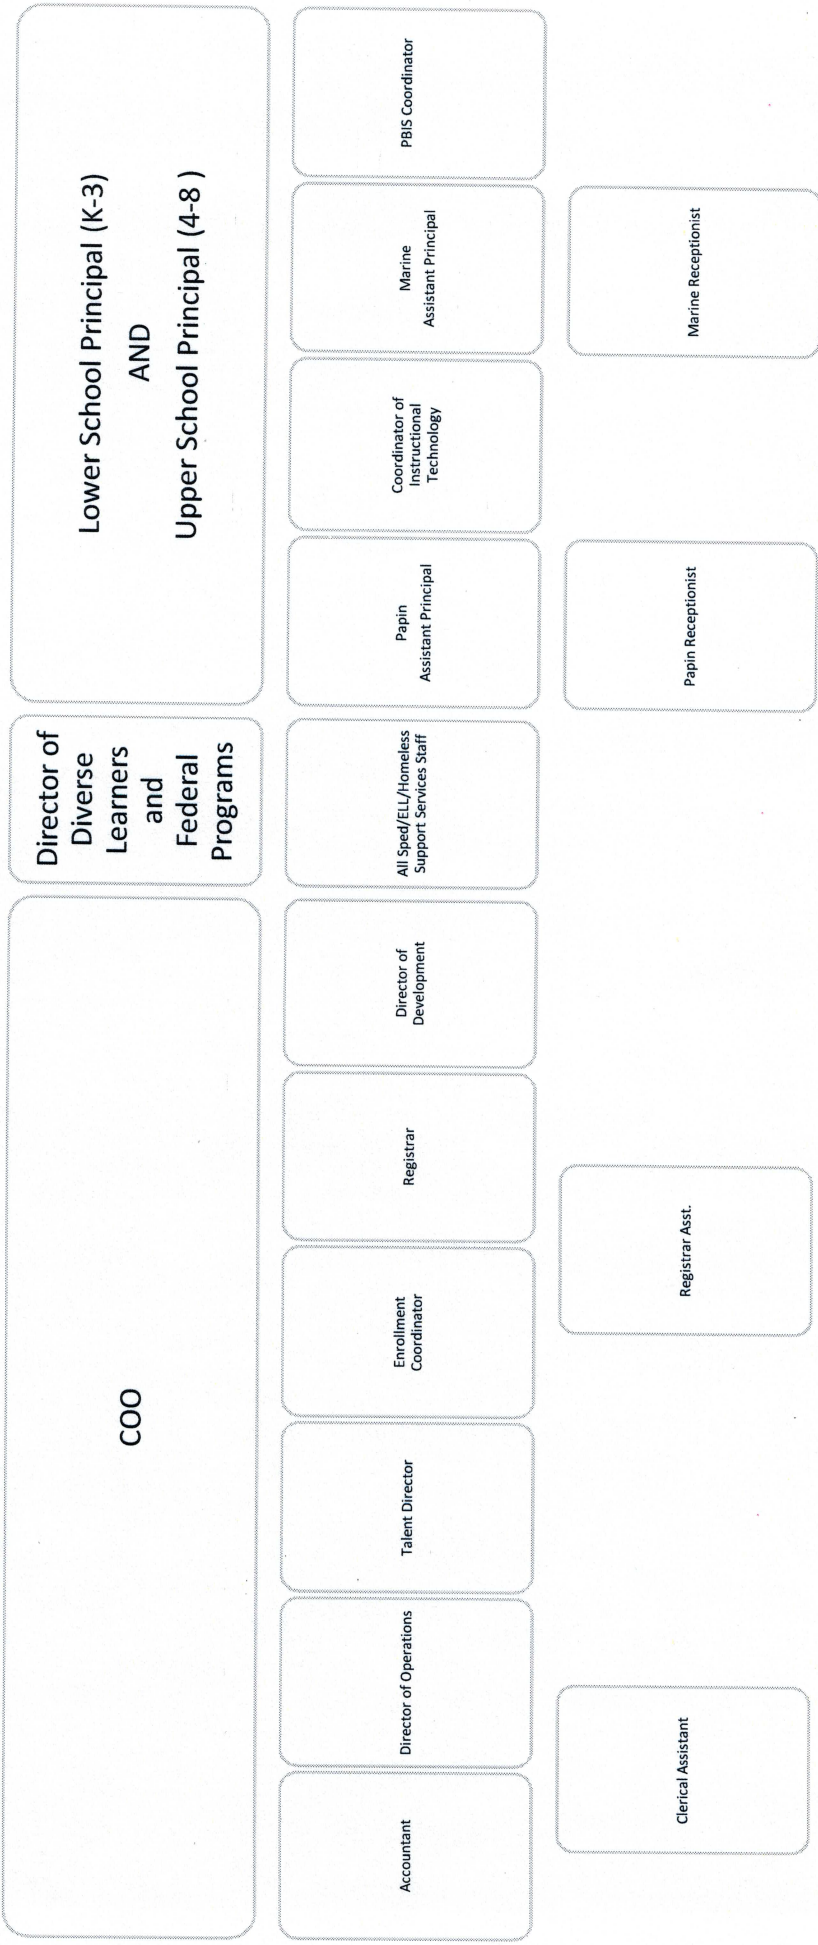 COO
Director of
Diverse
Learners
and
Federal
Programs
Lower School Principal (K-3)
AND
Upper School Principal (4-8 )
Accountant
Director of Operations
Talent Director
Enrollment
Coordinator
Registrar
Director of
Development
All Sped/ELL/Homeless
Support Services Staff
Papin
Assistant Principal
Coordinator of
Instructional
Technology
Marine
Assistant Principal
PBIS Coordinator
Clerical Assistant
Registrar Asst.
Papin Receptionist
Marine Receptionist